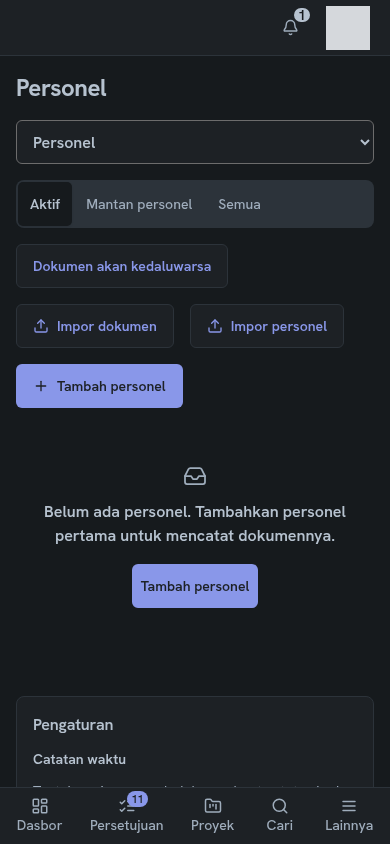 1
Personel
Personel
Aktif
Mantan personel
Semua
Dokumen akan kedaluwarsa
Impor dokumen
Impor personel
Tambah personel
Belum ada personel. Tambahkan personel
pertama untuk mencatat dokumennya.
Tambah personel
Pengaturan
Catatan waktu
11
Dasbor
Persetujuan
Proyek
Cari
Lainnya